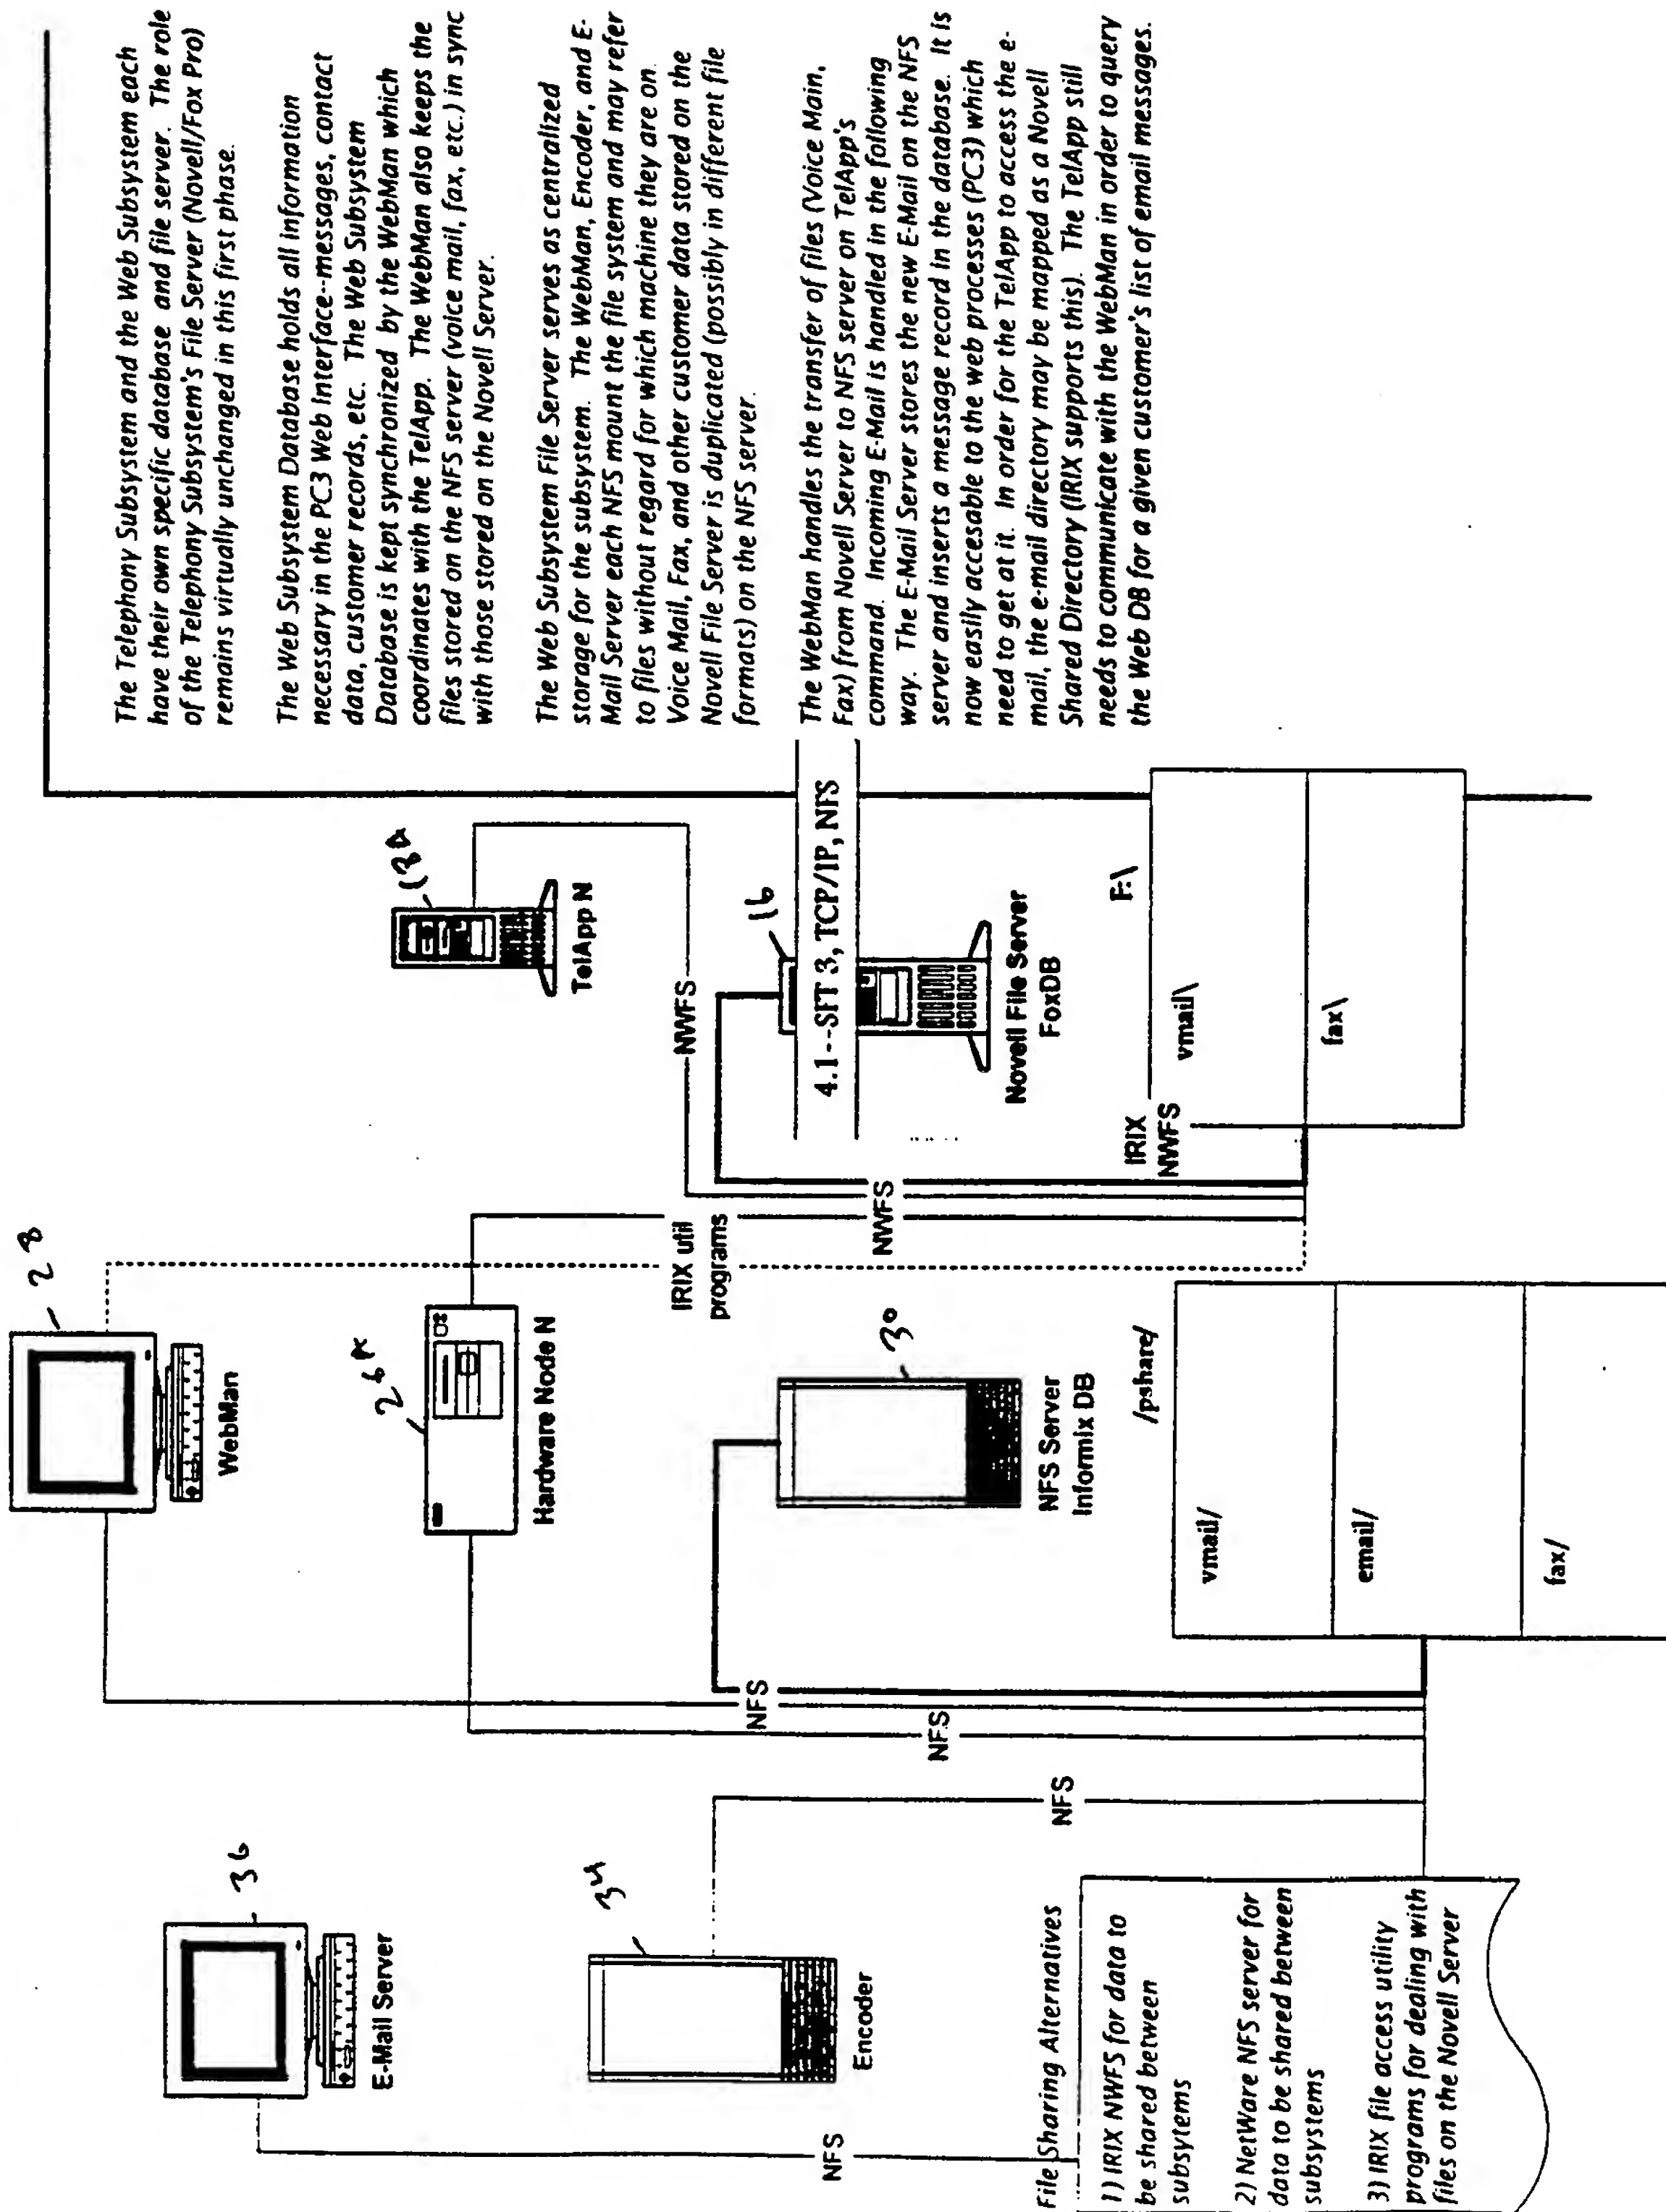 The Telephony Subsystem and the Web Subsystem each
have their own specific database and file server. The role
of the Telephony Subsystem's File Server (Novell/Fox Pro)
remains virtually unchanged in this first phase.
The Web Subsystem Database holds all information
necessary in the PC3 Web Interface--messages, contact
data, customer records, etc. The Web Subsystem
Database is kept synchronized by the WebMan which
coordinates with the TelApp. The WebMan also keeps the
files stored on the NFS server (voice mail, fax, etc.) in sync
with those stored on the Novell Server.
The Web Subsystem File Server serves as centralized
storage for the subsystem. The WebMan, Encoder, and E-
Mail Server each NFS mount the file system and may refer
to files without regard for which machine they are on.
Voice Mail, Fax, and other customer data stored on the
Novell File Server is duplicated (possibly in different file
formats) on the NFS server.
The WebMan handles the transfer of files (Voice Main,
Fax) from Novell Server to NFS server on TelApp's
command. Incoming E-Mail is handled in the following
way. The E-Mail Server stores the new E-Mail on the NFS
server and inserts a message record in the database. It is
now easily accesable to the web processes (PC3) which
need to get at it. In order for the TelApp to access the e-
mail, the e-mail directory may be mapped as a Novell
Shared Directory (IRIX supports this). The TelApp still
needs to communicate with the WebMan in order to query
the Web DB for a given customer's list of email messages.
18A
TelApp N
NWFS
16
4.1--SFT 3, TCP/IP, NFS
Novell File Server
FoxDB
F:\
IRIX
NWFS
vmail\
fax\
28
WebMan
26A
Hardware Node N
IRIX util
programs
NWFS
30
NFS Server
Informix DB
/pshare/
vmail/
email/
fax/
NFS
NFS
NFS
36
E-Mail Server
34
Encoder
NFS
File Sharing Alternatives
1) IRIX NWFS for data to
be shared between
subsytems
2) NetWare NFS server for
data to be shared between
subsystems
3) IRIX file access utility
programs for dealing with
files on the Novell Server